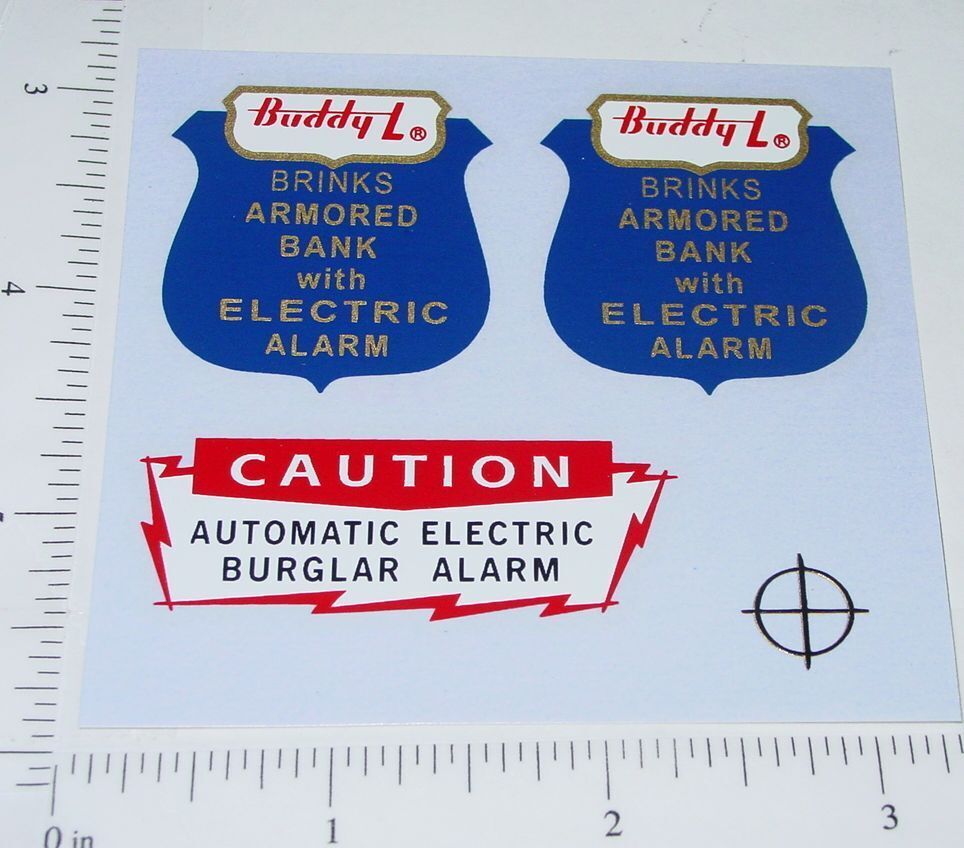 Buddy L ®
BRINKS
ARMORED
BANK
with
ELECTRIC
ALARM
Buddy L ®
BRINKS
ARMORED
BANK
with
ELECTRIC
ALARM
CAUTION
AUTOMATIC ELECTRIC
BURGLAR ALARM
3
4
0 in
1
2
3